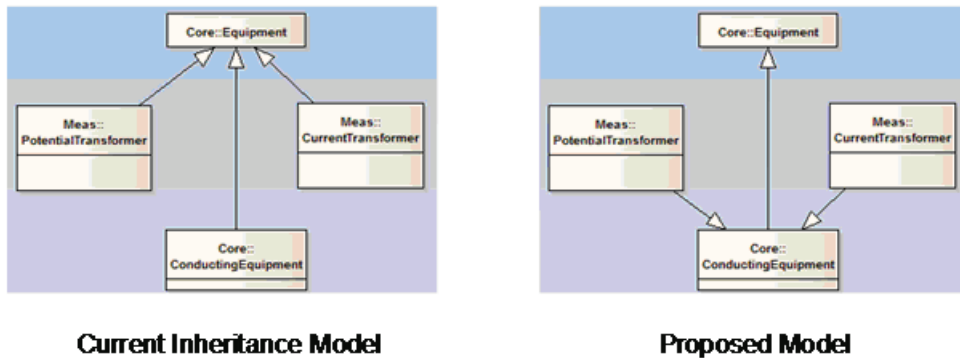 Core::Equipment
Meas::
PotentialTransformer
Meas::
CurrentTransformer
Core::
ConductingEquipment
Current Inheritance Model
Core::Equipment
Meas::
PotentialTransformer
Meas::
CurrentTransformer
Core::
ConductingEquipment
Proposed Model